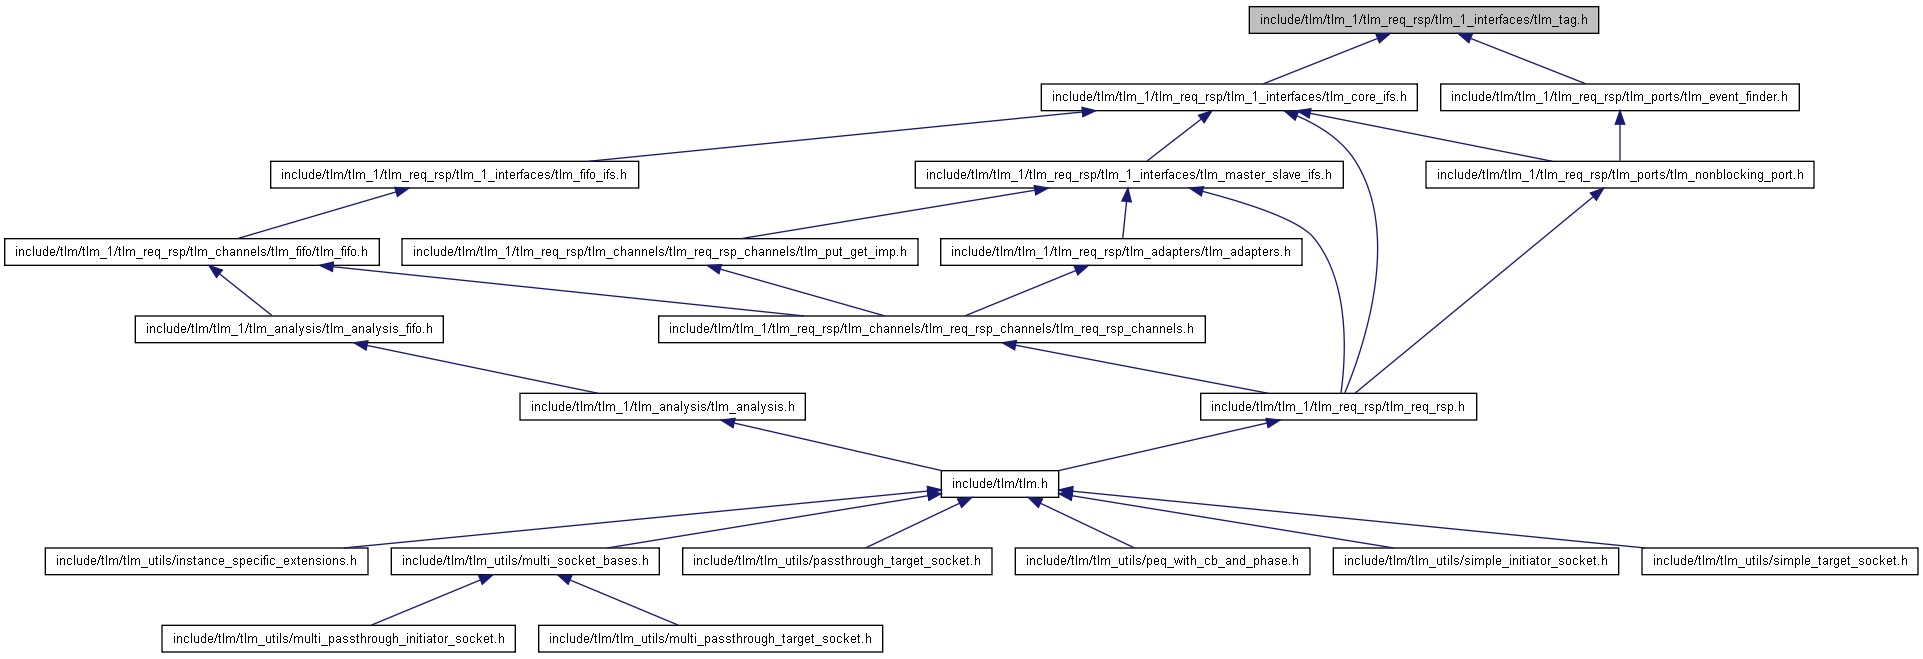 include/tlm/tlm_1/tlm_req_rsp/tlm_1_interfaces/tlm_tag.h
include/tlm/tlm_1/tlm_req_rsp/tlm_1_interfaces/tlm_core_ifs.h
include/tlm/tlm_1/tlm_req_rsp/tlm_ports/tlm_event_finder.h
include/tlm/tlm_1/tlm_req_rsp/tlm_1_interfaces/tlm_fifo_ifs.h
include/tlm/tlm_1/tlm_req_rsp/tlm_1_interfaces/tlm_master_slave_ifs.h
include/tlm/tlm_1/tlm_req_rsp/tlm_ports/tlm_nonblocking_port.h
include/tlm/tlm_1/tlm_req_rsp/tlm_channels/tlm_fifo/tlm_fifo.h
include/tlm/tlm_1/tlm_req_rsp/tlm_channels/tlm_req_rsp_channels/tlm_put_get_imp.h
include/tlm/tlm_1/tlm_req_rsp/tlm_adapters/tlm_adapters.h
include/tlm/tlm_1/tlm_analysis/tlm_analysis_fifo.h
include/tlm/tlm_1/tlm_req_rsp/tlm_channels/tlm_req_rsp_channels/tlm_req_rsp_channels.h
include/tlm/tlm_1/tlm_analysis/tlm_analysis.h
include/tlm/tlm_1/tlm_req_rsp/tlm_req_rsp.h
include/tlm/tlm.h
include/tlm/tlm_utils/instance_specific_extensions.h
include/tlm/tlm_utils/multi_socket_bases.h
include/tlm/tlm_utils/passthrough_target_socket.h
include/tlm/tlm_utils/peq_with_cb_and_phase.h
include/tlm/tlm_utils/simple_initiator_socket.h
include/tlm/tlm_utils/simple_target_socket.h
include/tlm/tlm_utils/multi_passthrough_initiator_socket.h
include/tlm/tlm_utils/multi_passthrough_target_socket.h